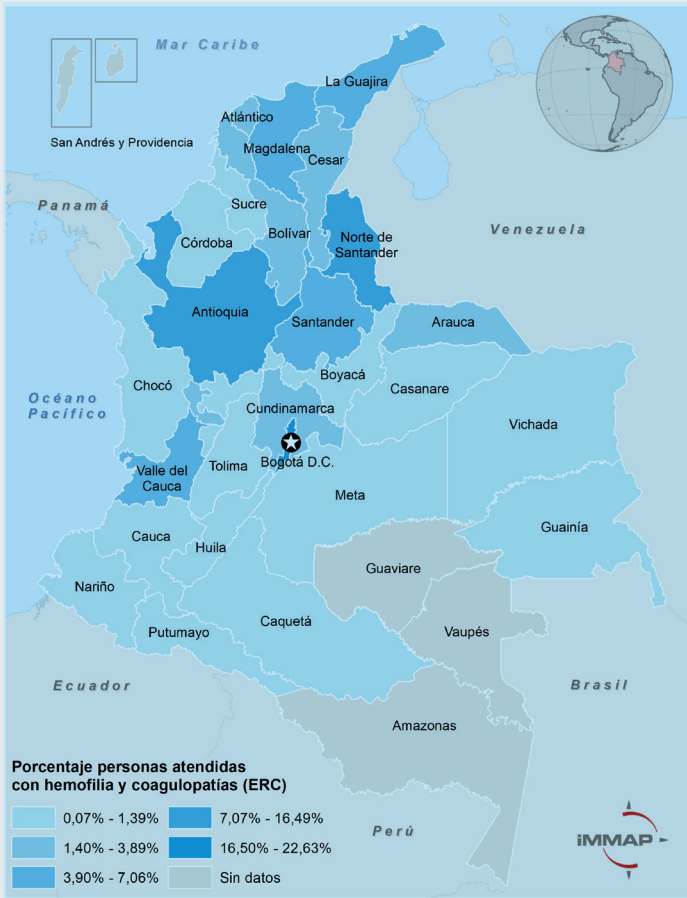 Mar Caribe
La Guajira
Atlántico
San Andrés y Providencia
Magdalena
Cesar
Panamá
Sucre
Venezuela
Córdoba
Bolívar
Norte de
Santander
Antioquia
Santander
Arauca
Boyacá
Chocó
Casanare
Océano
Pacífico
Cundinamarca
Vichada
Bogotá D.C.
Tolima
Valle del
Cauca
Meta
Guainía
Cauca
Huila
Guaviare
Nariño
Caquetá
Putumayo
Vaupés
Ecuador
Brasil
Amazonas
Perú
Porcentaje personas atendidas
con hemofilia y coagulopatías (ERC)
0,07% - 1,39%
7,07% - 16,49%
1,40% - 3,89%
16,50% - 22,63%
3,90% - 7,06%
Sin datos
iMMAP